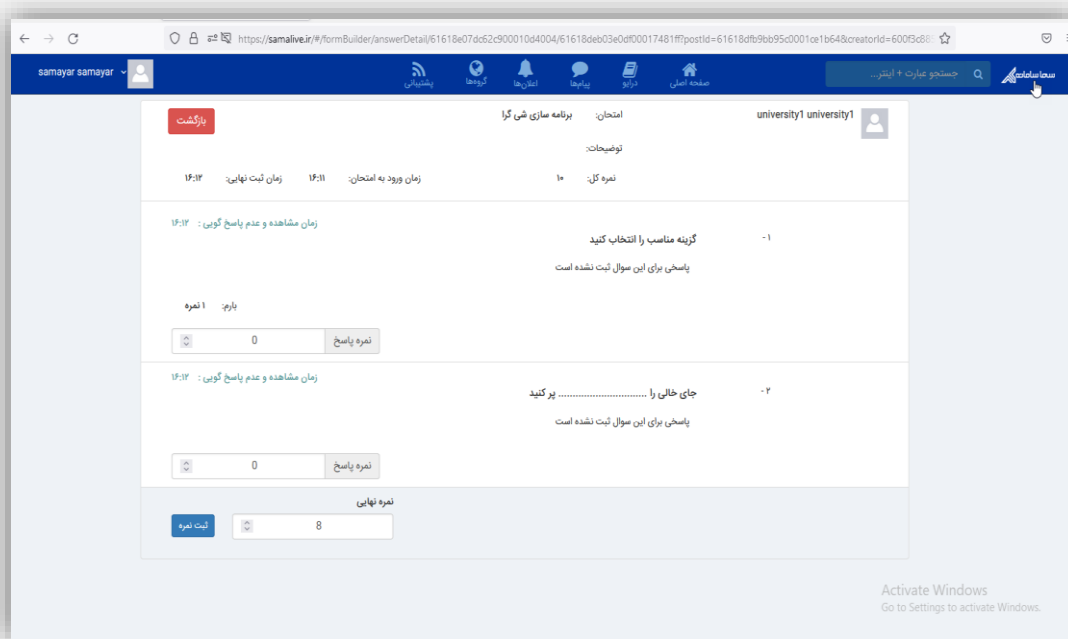 https://samalive.ir/#/formBuilder/answerDetail/61618e07dc62c900010d4004/61618deb03e0df00017481ff?postId=61618dfb9bb95c0001ce1b64&creatorId=600f3c88
سما سامانه جستجو عبارت + اینتر... صفحه اصلی درایو پیام‌ها اعلان‌ها گروه‌ها پشتیبانی samayar samayar
university1 university1 امتحان: برنامه سازی شی گرا بازگشت
توضیحات:
نمره کل: ۱۰ زمان ورود به امتحان: ۱۶:۱۱ زمان ثبت نهایی: ۱۶:۱۲
زمان مشاهده و عدم پاسخ گویی : ۱۶:۱۲
۱- گزینه مناسب را انتخاب کنید
پاسخی برای این سوال ثبت نشده است
بارم: ۱ نمره
نمره پاسخ 0
زمان مشاهده و عدم پاسخ گویی : ۱۶:۱۲
۲- جای خالی را ............................... پر کنید
پاسخی برای این سوال ثبت نشده است
نمره پاسخ 0
نمره نهایی
8 ثبت نمره
Activate Windows
Go to Settings to activate Windows.